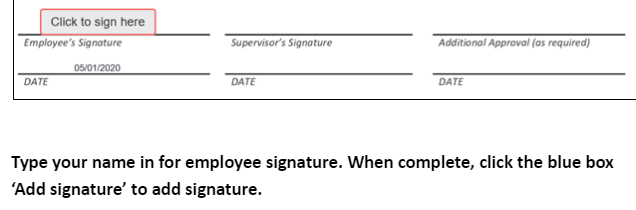 Click to sign here
Employee's Signature Supervisor's Signature Additional Approval (as required)
05/01/2020
DATE DATE DATE
Type your name in for employee signature. When complete, click the blue box
‘Add signature’ to add signature.